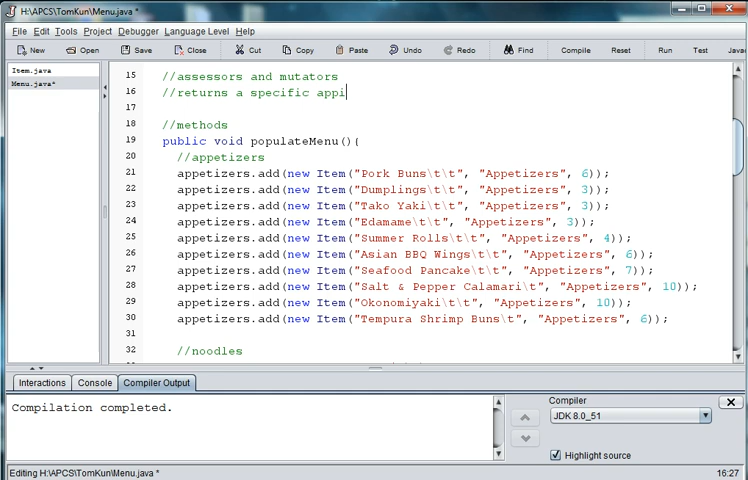 H:\APCS\TomKun\Menu.java *
File Edit Tools Project Debugger Language Level Help
New Open Save Close Cut Copy Paste Undo Redo Find Compile Reset Run Test Jav
Item.java
Menu.java*
15 //assessors and mutators
16 //returns a specific appi
17
18 //methods
19 public void populateMenu(){
20 //appetizers
21 appetizers.add(new Item("Pork Buns\t\t", "Appetizers", 6));
22 appetizers.add(new Item("Dumplings\t\t", "Appetizers", 3));
23 appetizers.add(new Item("Tako Yaki\t\t", "Appetizers", 3));
24 appetizers.add(new Item("Edamame\t\t", "Appetizers", 3));
25 appetizers.add(new Item("Summer Rolls\t\t", "Appetizers", 4));
26 appetizers.add(new Item("Asian BBQ Wings\t\t", "Appetizers", 6));
27 appetizers.add(new Item("Seafood Pancake\t\t", "Appetizers", 7));
28 appetizers.add(new Item("Salt & Pepper Calamari\t", "Appetizers", 10));
29 appetizers.add(new Item("Okonomiyaki\t\t", "Appetizers", 10));
30 appetizers.add(new Item("Tempura Shrimp Buns\t", "Appetizers", 6));
31
32 //noodles
Interactions Console Compiler Output
Compilation completed.
Compiler
JDK 8.0_51
Highlight source
Editing H:\APCS\TomKun\Menu.java * 16:27